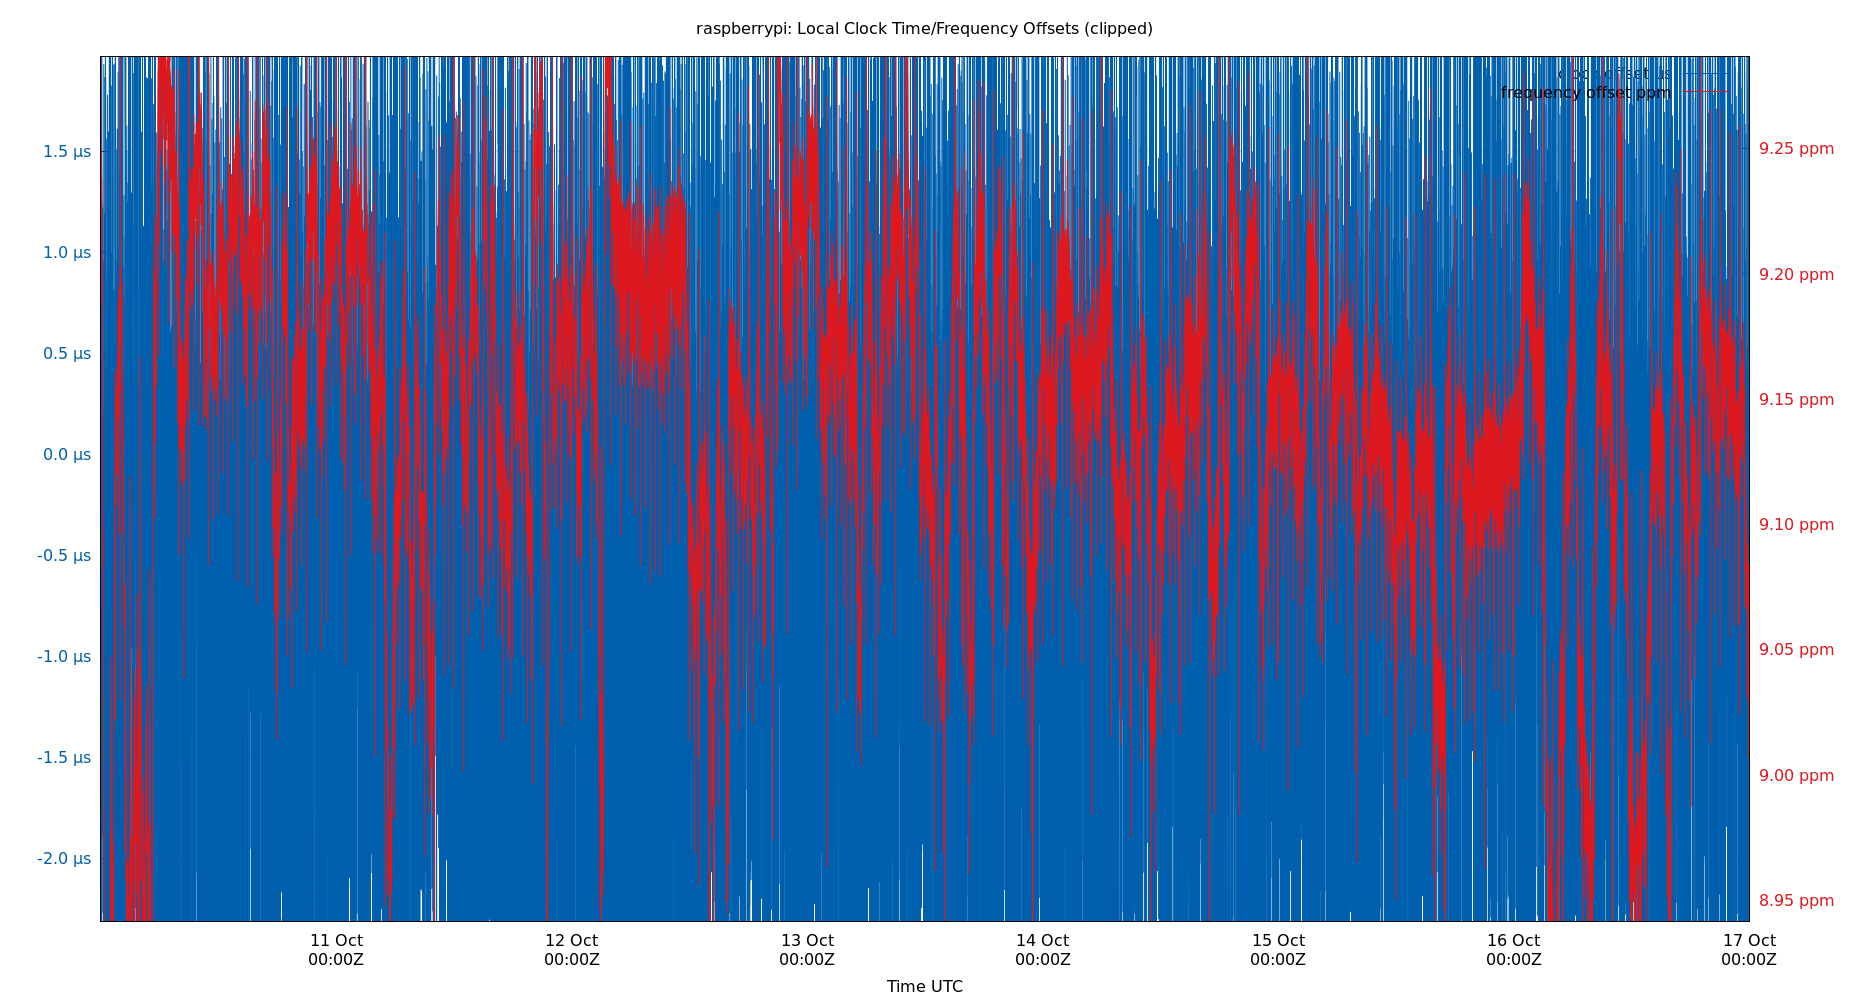 raspberrypi: Local Clock Time/Frequency Offsets (clipped)
clock offset us
frequency offset ppm
1.5 µs
1.0 µs
0.5 µs
0.0 µs
-0.5 µs
-1.0 µs
-1.5 µs
-2.0 µs
9.25 ppm
9.20 ppm
9.15 ppm
9.10 ppm
9.05 ppm
9.00 ppm
8.95 ppm
11 Oct
00:00Z
12 Oct
00:00Z
13 Oct
00:00Z
14 Oct
00:00Z
15 Oct
00:00Z
16 Oct
00:00Z
17 Oct
00:00Z
Time UTC